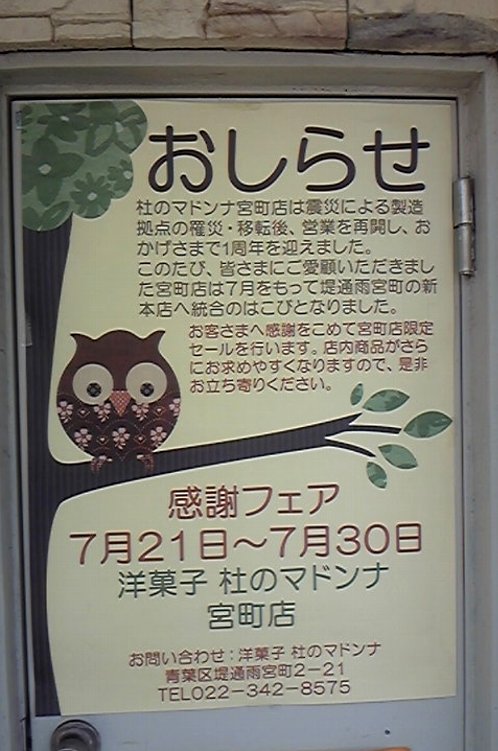 おしらせ
杜のマドンナ宮町店は震災による製造
拠点の罹災・移転後、営業を再開し、お
かげさまで1周年を迎えました。
このたび、皆さまにご愛顧いただきまし
た宮町店は7月をもって堤通雨宮町の新
本店へ統合のはこびとなりました。
お客さまへ感謝をこめて宮町店限定
セールを行います。店内商品がさら
にお求めやすくなりますので、是非
お立ち寄りください。
感謝フェア
7月21日〜7月30日
洋菓子 杜のマドンナ
宮町店
お問い合わせ：洋菓子 杜のマドンナ
青葉区堤通雨宮町2−21
TEL022−342−8575